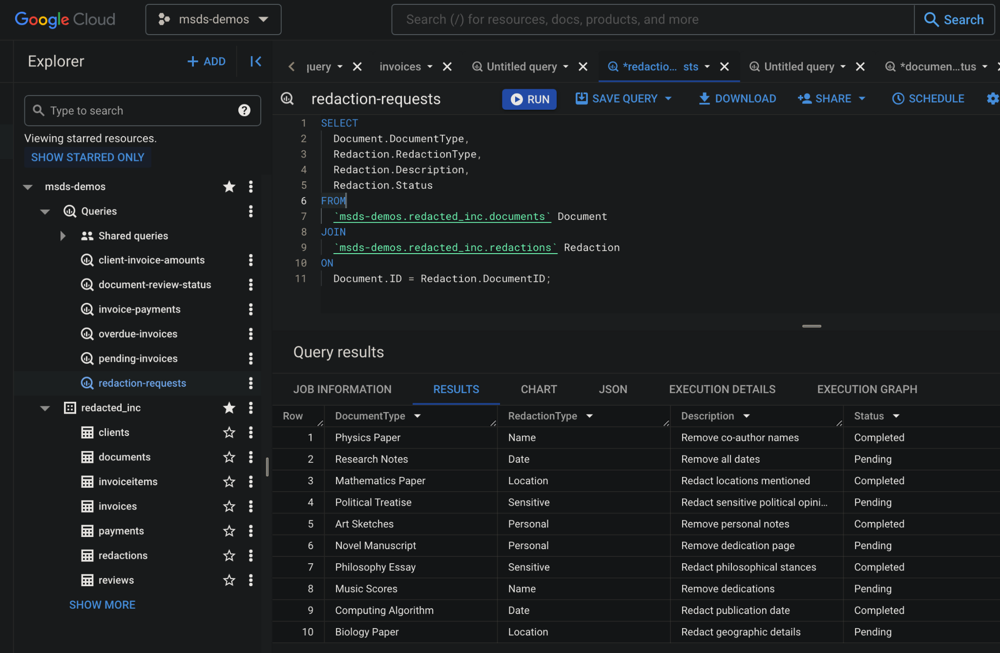 Google Cloud
msds-demos
Search (/) for resources, docs, products, and more
Search
Explorer
ADD
Type to search
Viewing starred resources.
SHOW STARRED ONLY
msds-demos
Queries
Shared queries
client-invoice-amounts
document-review-status
invoice-payments
overdue-invoices
pending-invoices
redaction-requests
redacted_inc
clients
documents
invoiceitems
invoices
payments
redactions
reviews
SHOW MORE
query
invoices
Untitled query
*redactio... sts
Untitled query
*documen...tus
redaction-requests
RUN
SAVE QUERY
DOWNLOAD
SHARE
SCHEDULE
1 SELECT
2 Document.DocumentType,
3 Redaction.RedactionType,
4 Redaction.Description,
5 Redaction.Status
6 FROM
7 `msds-demos.redacted_inc.documents` Document
8 JOIN
9 `msds-demos.redacted_inc.redactions` Redaction
10 ON
11 Document.ID = Redaction.DocumentID;
Query results
JOB INFORMATION RESULTS CHART JSON EXECUTION DETAILS EXECUTION GRAPH
Row DocumentType RedactionType Description Status
1 Physics Paper Name Remove co-author names Completed
2 Research Notes Date Remove all dates Pending
3 Mathematics Paper Location Redact locations mentioned Completed
4 Political Treatise Sensitive Redact sensitive political opini... Pending
5 Art Sketches Personal Remove personal notes Completed
6 Novel Manuscript Personal Remove dedication page Pending
7 Philosophy Essay Sensitive Redact philosophical stances Completed
8 Music Scores Name Remove dedications Pending
9 Computing Algorithm Date Redact publication date Completed
10 Biology Paper Location Redact geographic details Pending